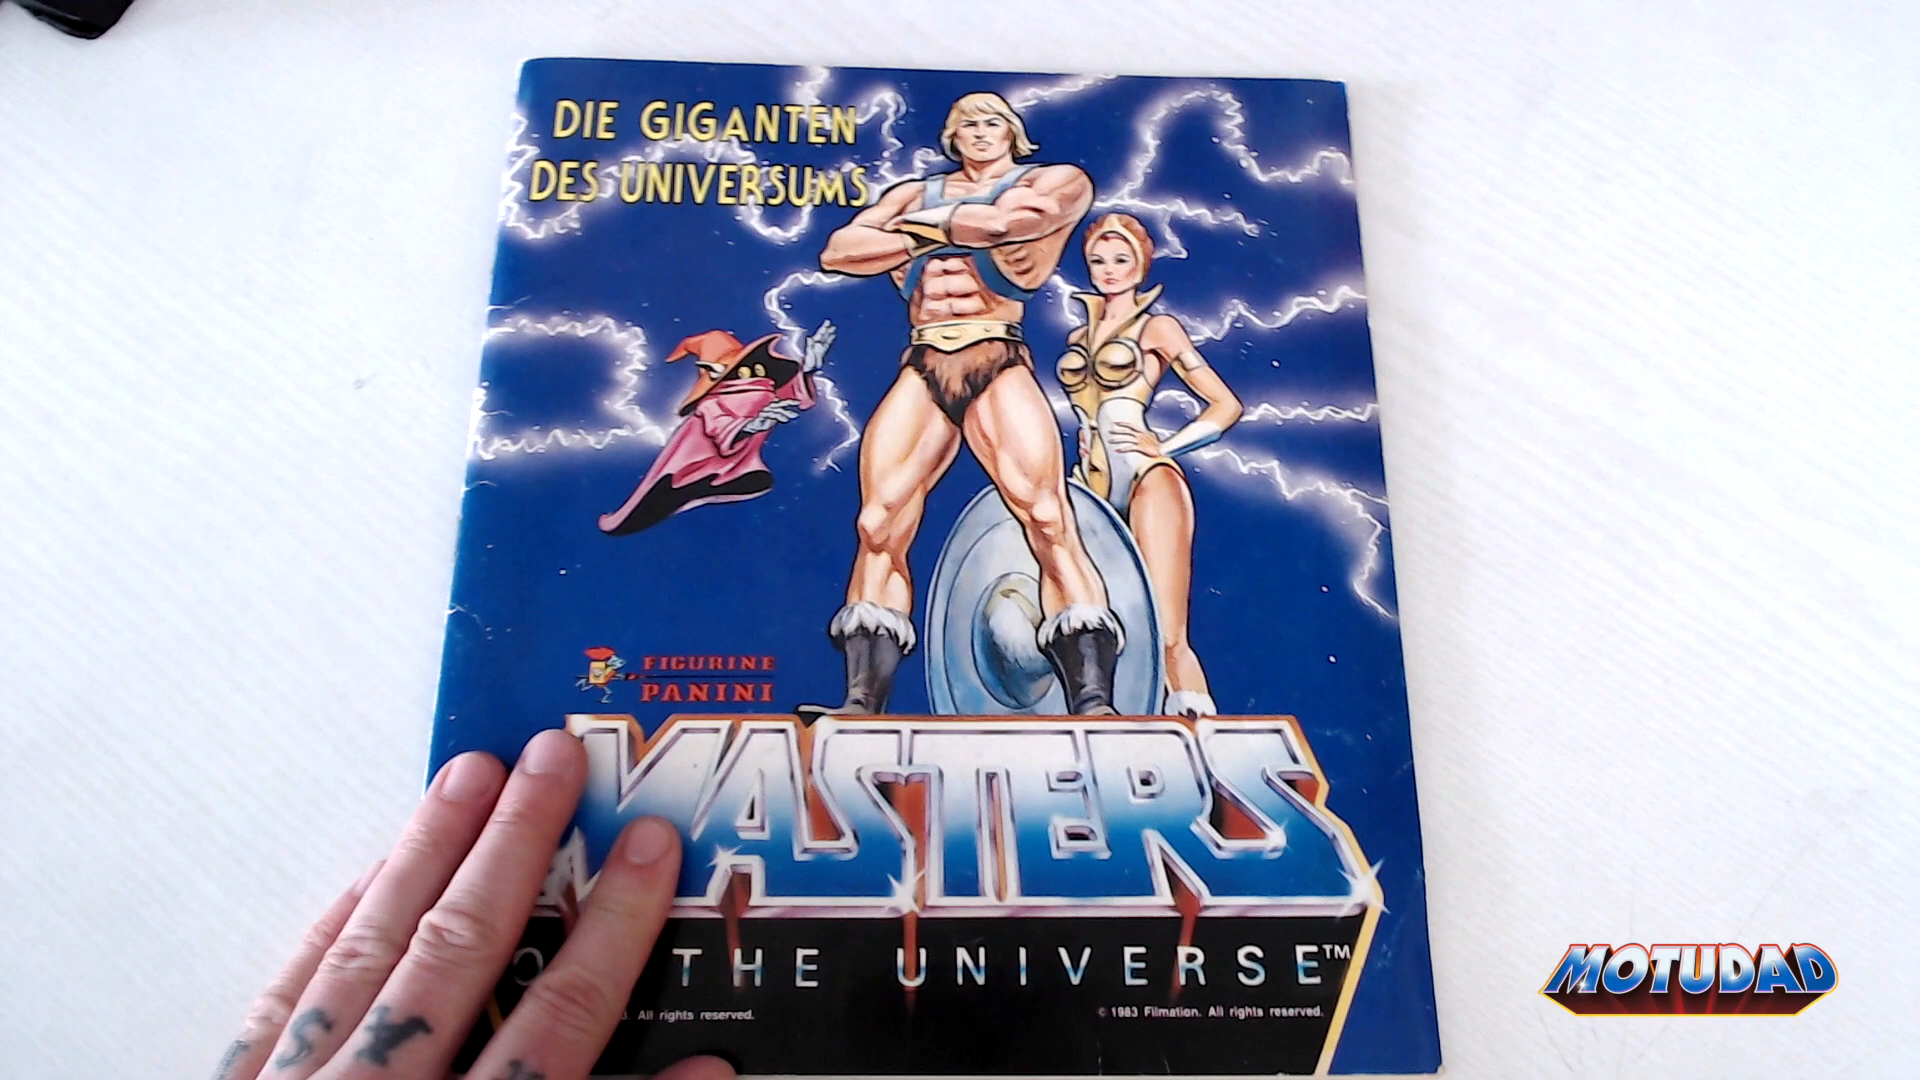 DIE GIGANTEN
DES UNIVERSUMS
FIGURINE
PANINI
MASTERS
THE UNIVERSE™
All rights reserved.
© 1983 Filmation. All rights reserved.
MOTUDAD